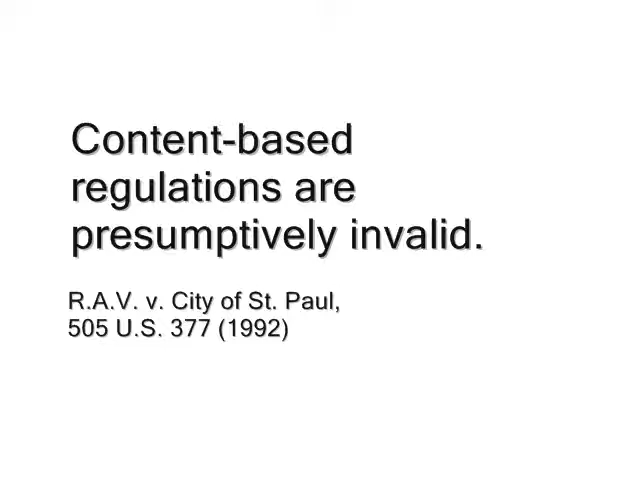 Content-based
regulations are
presumptively invalid.
R.A.V. v. City of St. Paul,
505 U.S. 377 (1992)